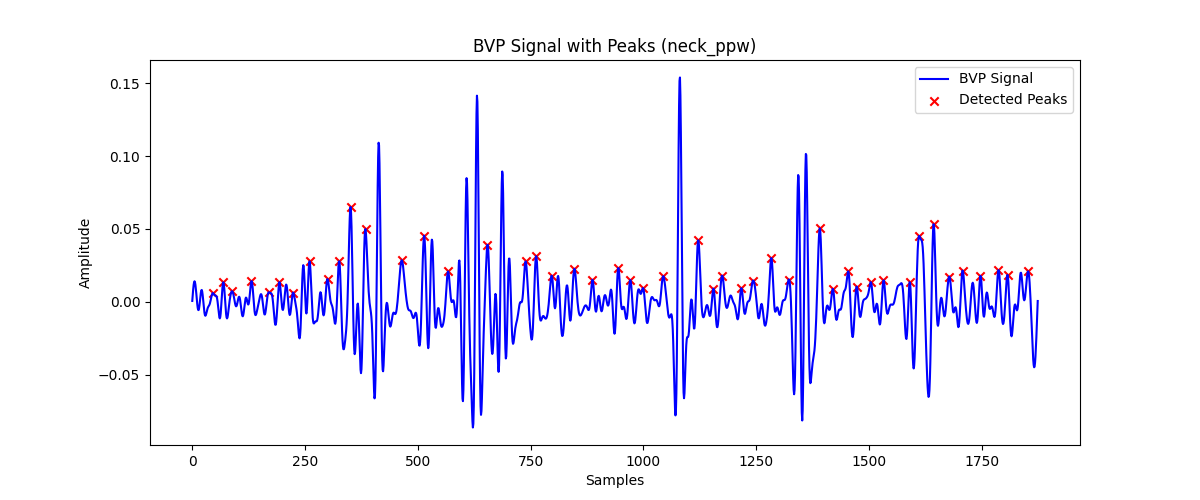 BVP Signal with Peaks (neck_ppw)
BVP Signal
Detected Peaks
Amplitude
0.15
0.10
0.05
0.00
−0.05
0 250 500 750 1000 1250 1500 1750
Samples